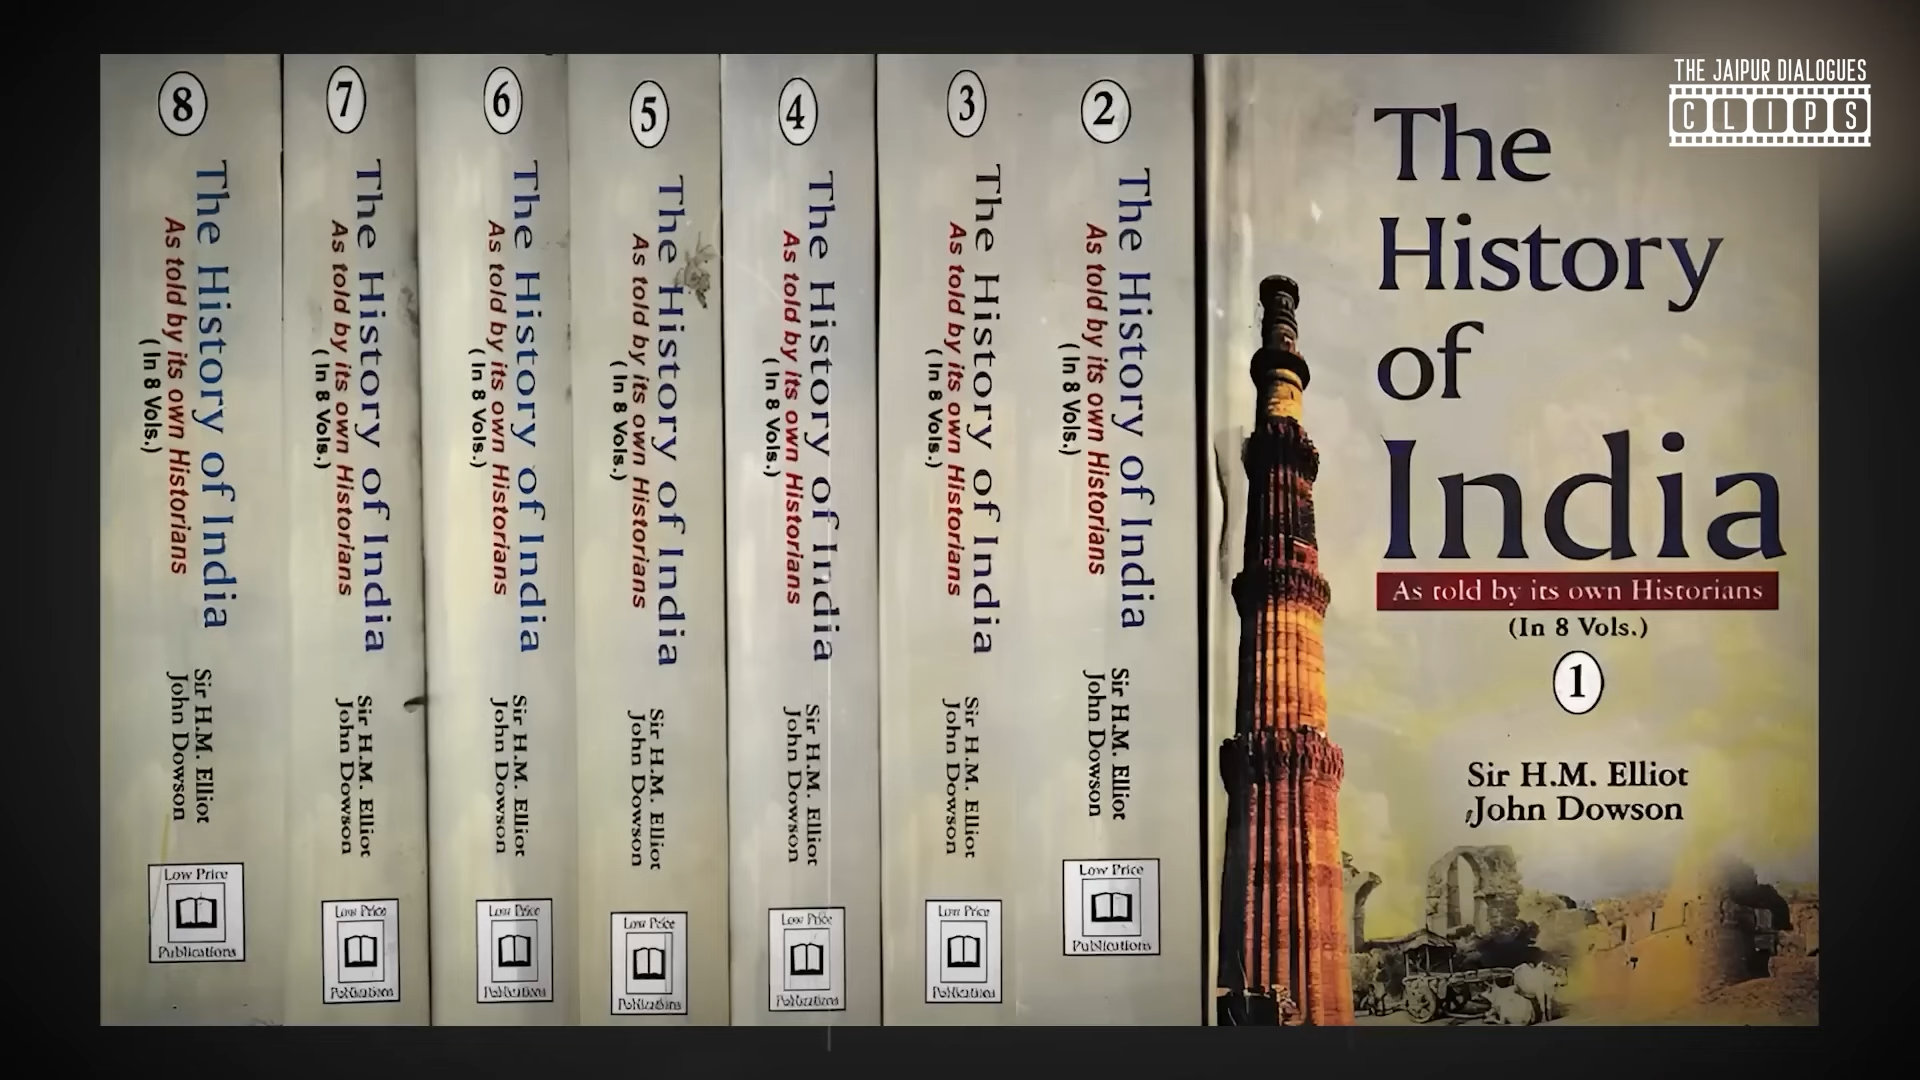 THE JAIPUR DIALOGUES
CLIPS
8
The History of India
As told by its own Historians
( In 8 Vols.)
Sir H.M. Elliot
John Dowson
Low Price
Publications
7
The History of India
As told by its own Historians
( In 8 Vols.)
Sir H.M. Elliot
John Dowson
Low Price
Publications
6
The History of India
As told by its own Historians
( In 8 Vols.)
Sir H.M. Elliot
John Dowson
Low Price
Publications
5
The History of India
As told by its own Historians
( In 8 Vols.)
Sir H.M. Elliot
John Dowson
Low Price
Publications
4
The History of India
As told by its own Historians
( In 8 Vols.)
Sir H.M. Elliot
John Dowson
Low Price
Publications
3
The History of India
As told by its own Historians
( In 8 Vols.)
Sir H.M. Elliot
John Dowson
Low Price
Publications
2
The History of India
As told by its own Historians
( In 8 Vols.)
Sir H.M. Elliot
John Dowson
Low Price
Publications
The
History
of
India
As told by its own Historians
(In 8 Vols.)
1
Sir H.M. Elliot
John Dowson